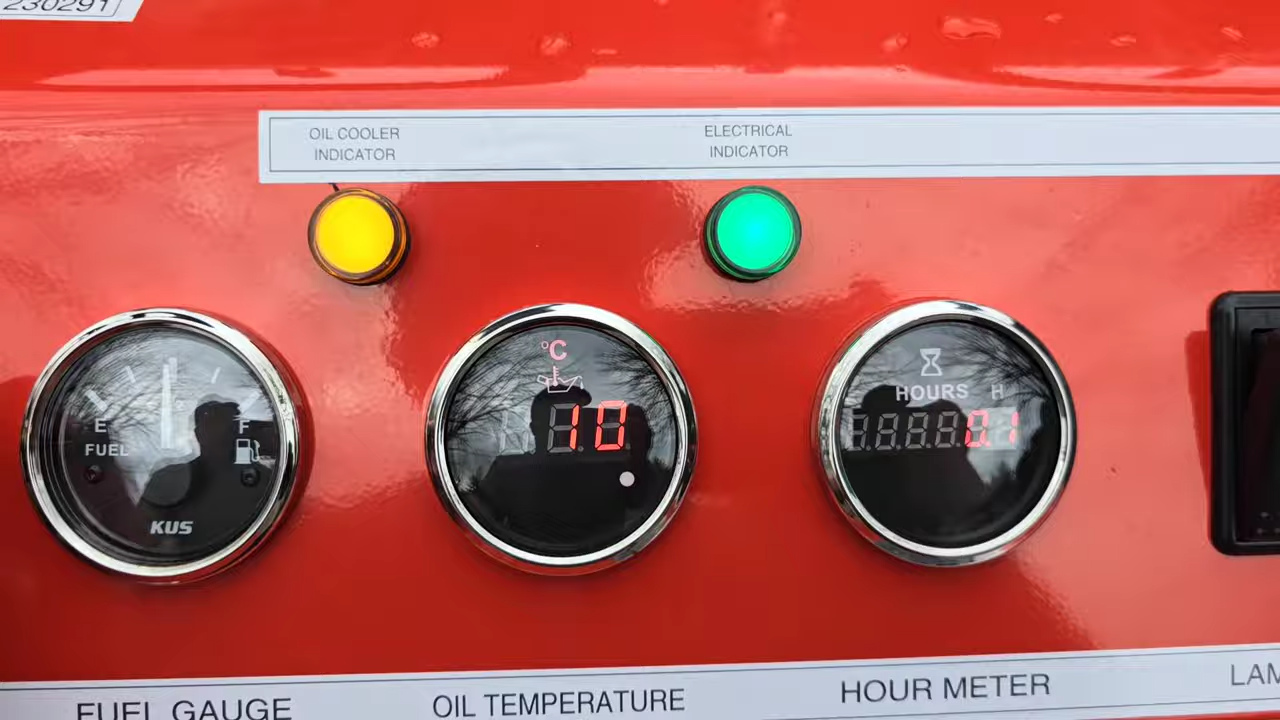 230291
OIL COOLER
INDICATOR
ELECTRICAL
INDICATOR
E
F
FUEL
KUS
°C
10
HOURS H
0.1
FUEL GAUGE
OIL TEMPERATURE
HOUR METER
LAM